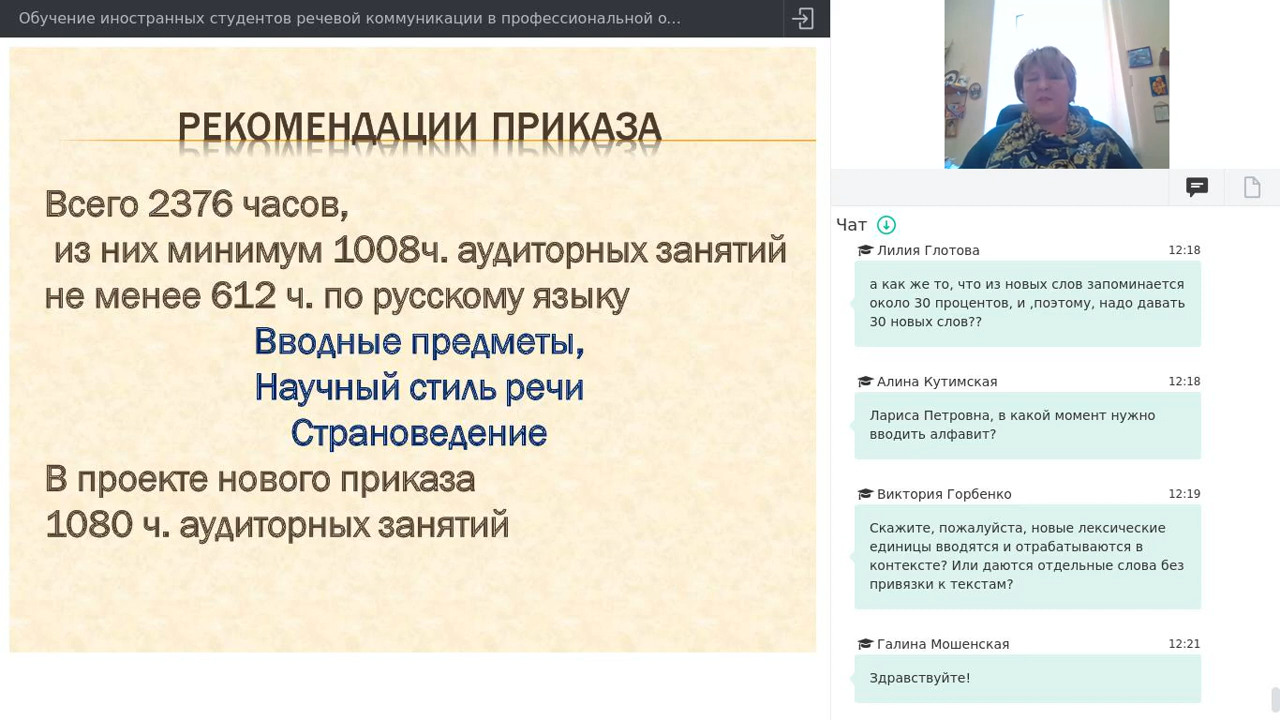 Обучение иностранных студентов речевой коммуникации в профессиональной о...
РЕКОМЕНДАЦИИ ПРИКАЗА
Всего 2376 часов,
из них минимум 1008ч. аудиторных занятий
не менее 612 ч. по русскому языку
Вводные предметы,
Научный стиль речи
Страноведение
В проекте нового приказа
1080 ч. аудиторных занятий
Чат
Лилия Глотова 12:18
а как же то, что из новых слов запоминается
около 30 процентов, и ,поэтому, надо давать
30 новых слов??
Алина Кутимская 12:18
Лариса Петровна, в какой момент нужно
вводить алфавит?
Виктория Горбенко 12:19
Скажите, пожалуйста, новые лексические
единицы вводятся и отрабатываются в
контексте? Или даются отдельные слова без
привязки к текстам?
Галина Мошенская 12:21
Здравствуйте!